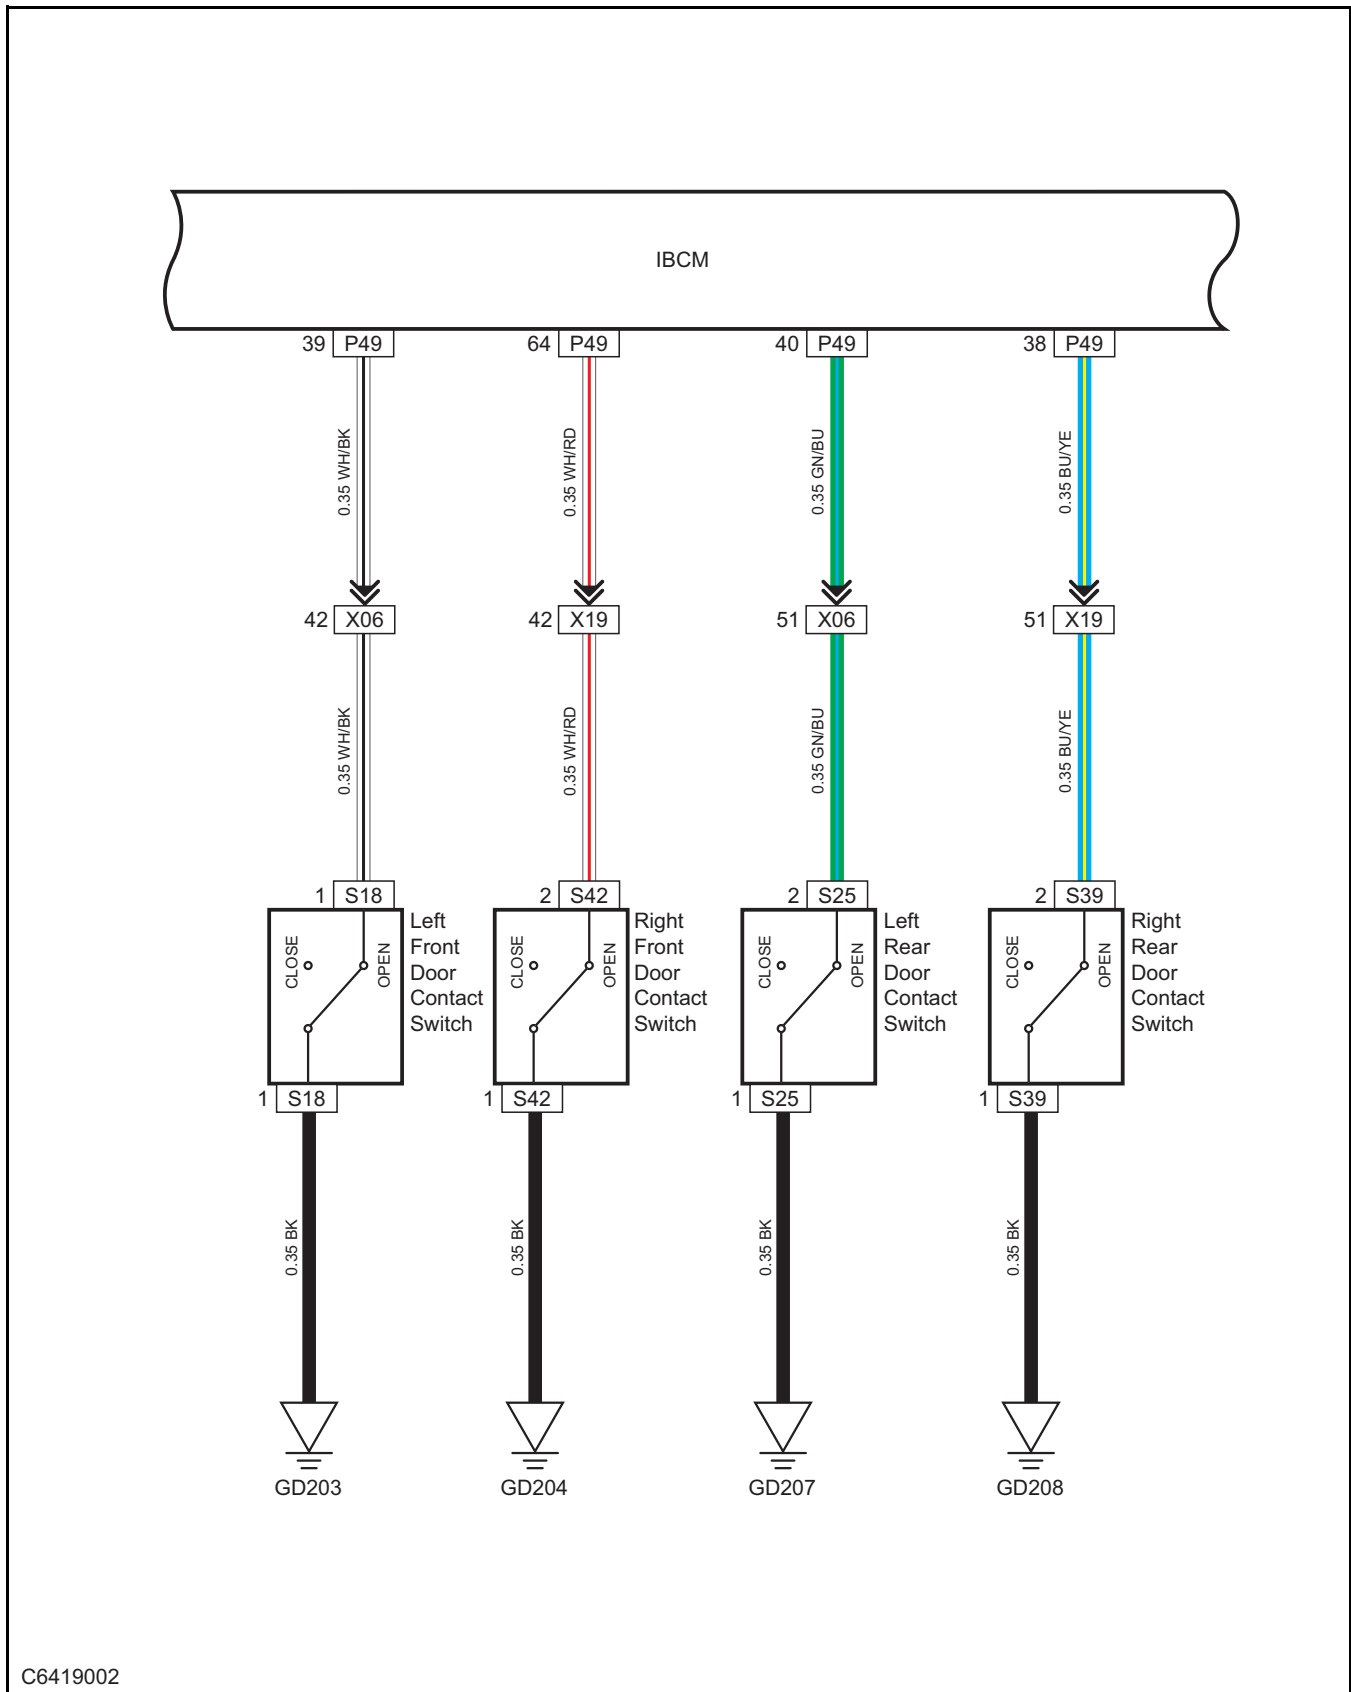 IBCM
39 P49
64 P49
40 P49
38 P49
0.35 WH/BK
0.35 WH/RD
0.35 GN/BU
0.35 BU/YE
42 X06
42 X19
51 X06
51 X19
0.35 WH/BK
0.35 WH/RD
0.35 GN/BU
0.35 BU/YE
1 S18
2 S42
2 S25
2 S39
CLOSE
OPEN
Left
Front
Door
Contact
Switch
CLOSE
OPEN
Right
Front
Door
Contact
Switch
CLOSE
OPEN
Left
Rear
Door
Contact
Switch
CLOSE
OPEN
Right
Rear
Door
Contact
Switch
1 S18
1 S42
1 S25
1 S39
0.35 BK
0.35 BK
0.35 BK
0.35 BK
GD203
GD204
GD207
GD208
C6419002